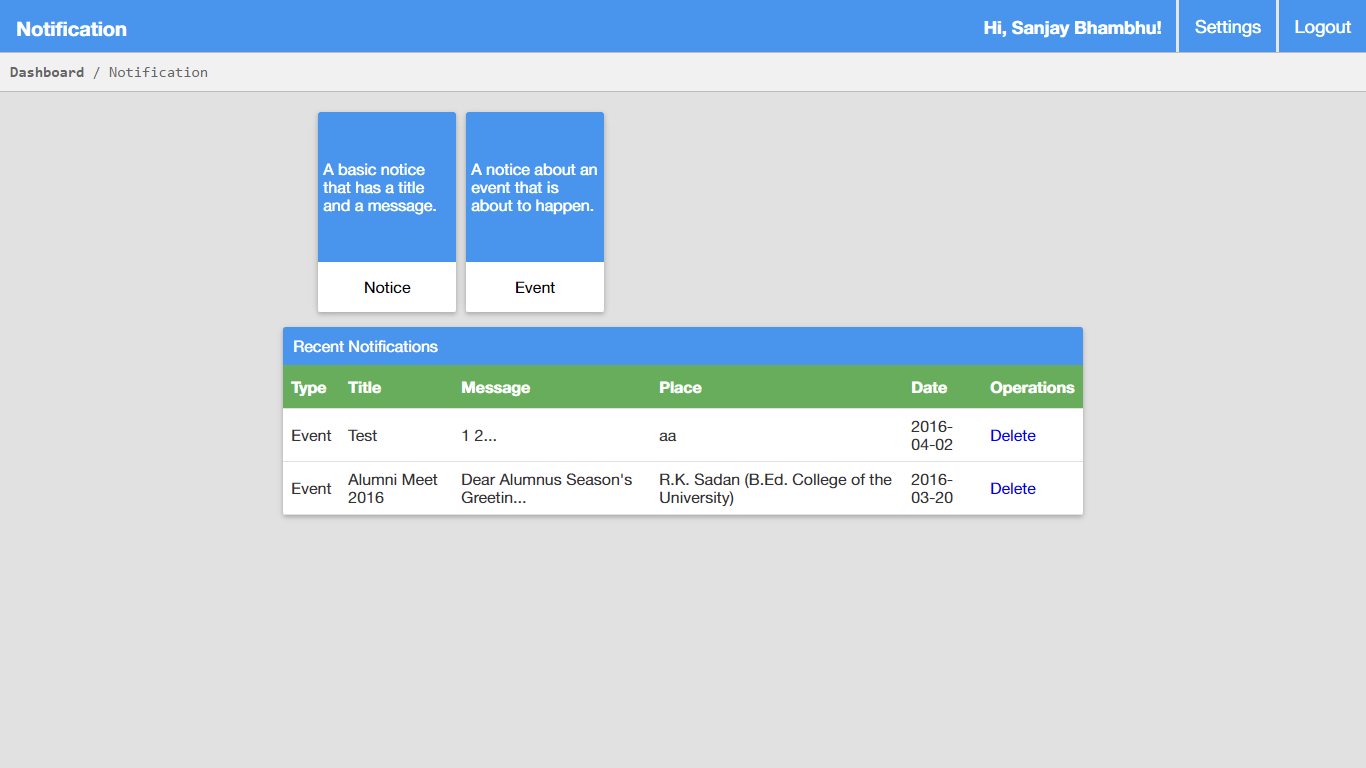 Notification Hi, Sanjay Bhambhu! Settings Logout
Dashboard / Notification
A basic notice
that has a title
and a message.
Notice
A notice about an
event that is
about to happen.
Event
Recent Notifications
Type Title Message Place Date Operations
Event Test 1 2... aa 2016-
04-02 Delete
Event Alumni Meet
2016 Dear Alumnus Season's
Greetin... R.K. Sadan (B.Ed. College of the
University) 2016-
03-20 Delete